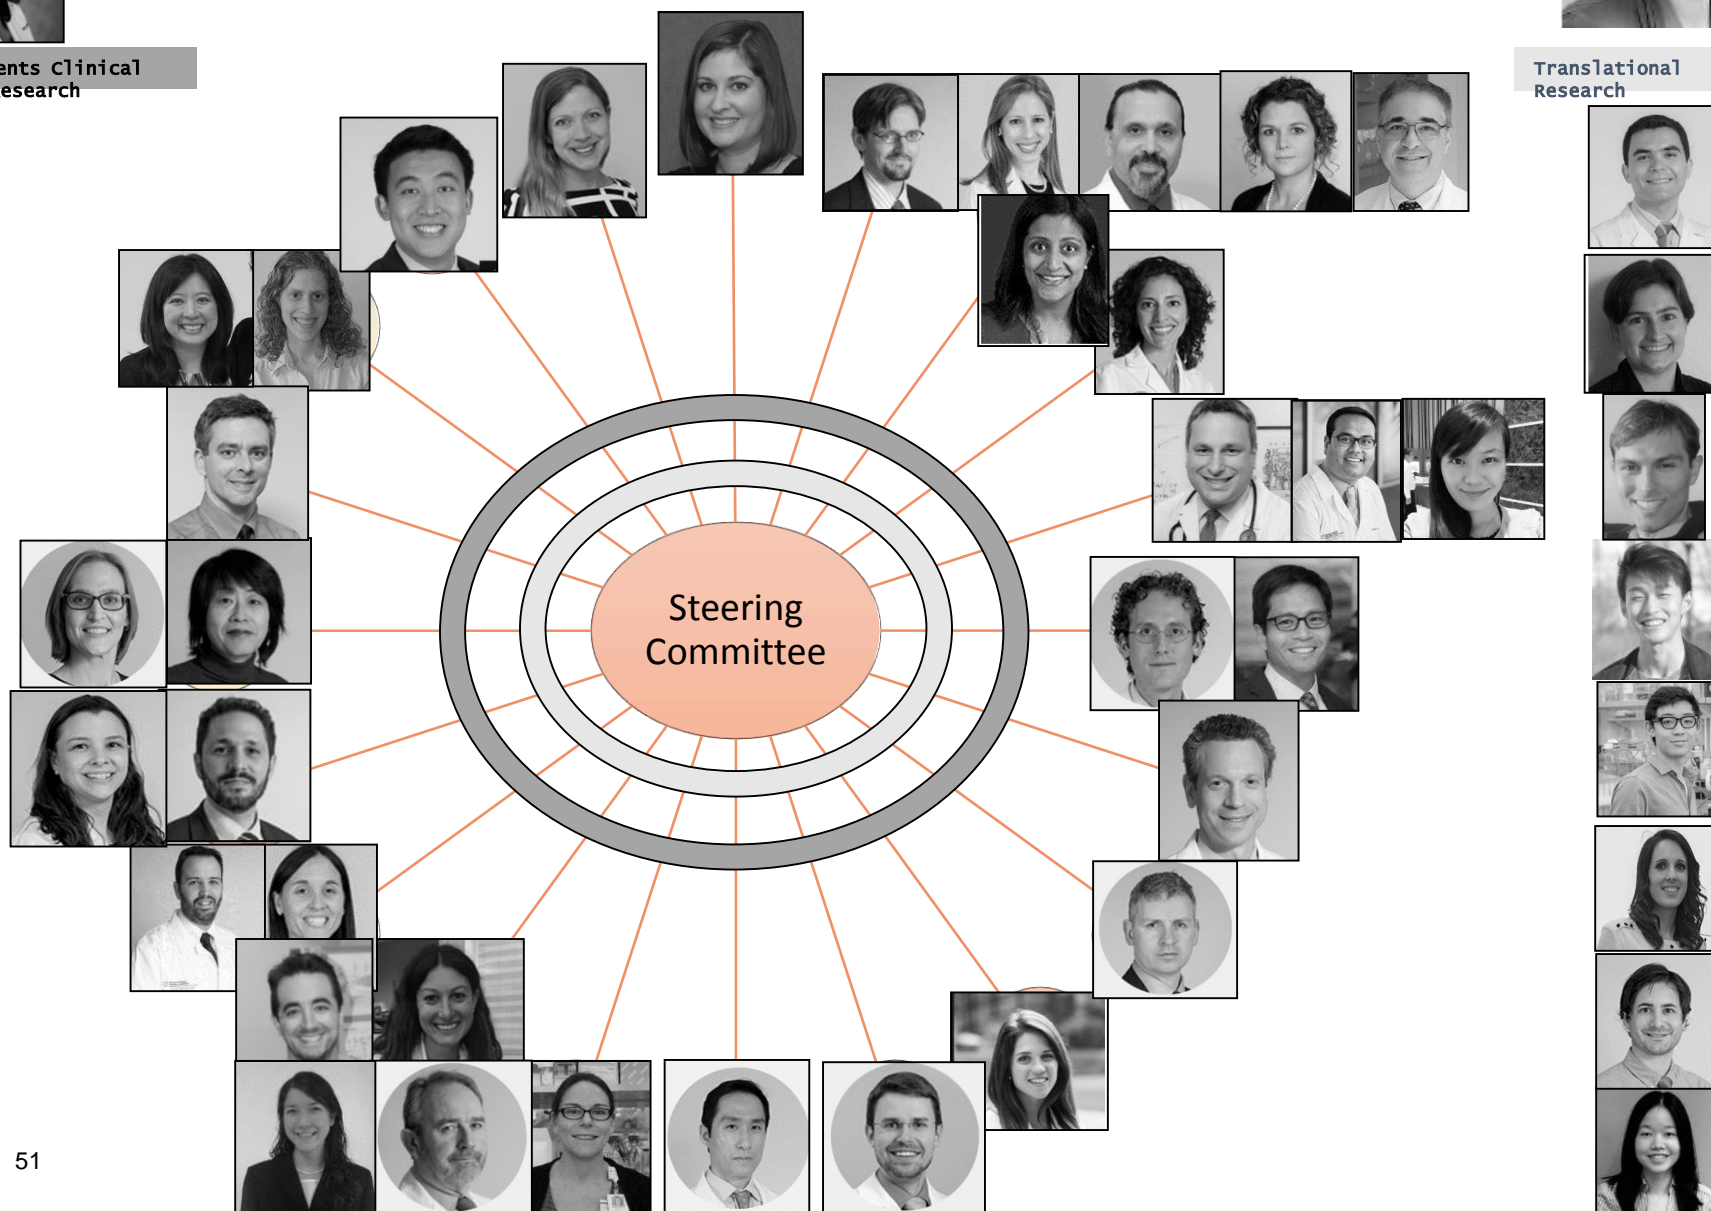 ents Clinical
esearch
Translational
Research
Steering
Committee
51